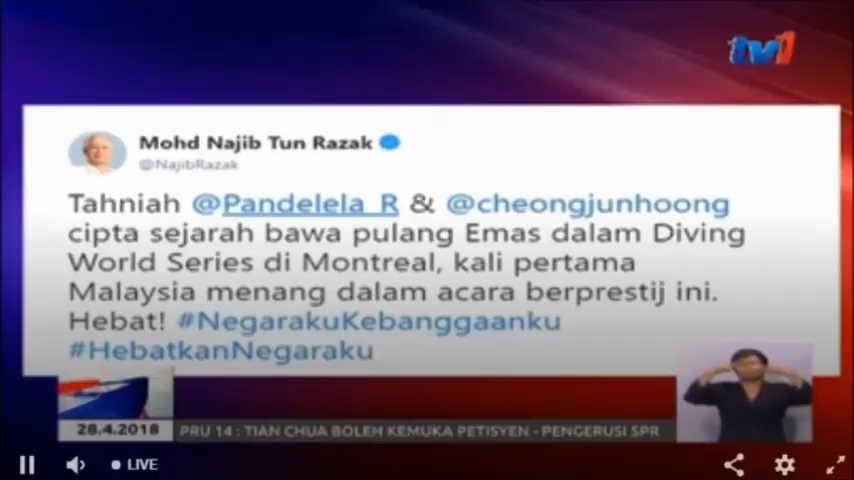 tv1
Mohd Najib Tun Razak
@NajibRazak
Tahniah @Pandelela_R & @cheongjunhoong
cipta sejarah bawa pulang Emas dalam Diving
World Series di Montreal, kali pertama
Malaysia menang dalam acara berprestij ini.
Hebat! #NegarakuKebanggaanku
#HebatkanNegaraku
28.4.2018 PRU 14 : TIAN CHUA BOLEH KEMUKA PETISYEN - PENGERUSI SPR
LIVE